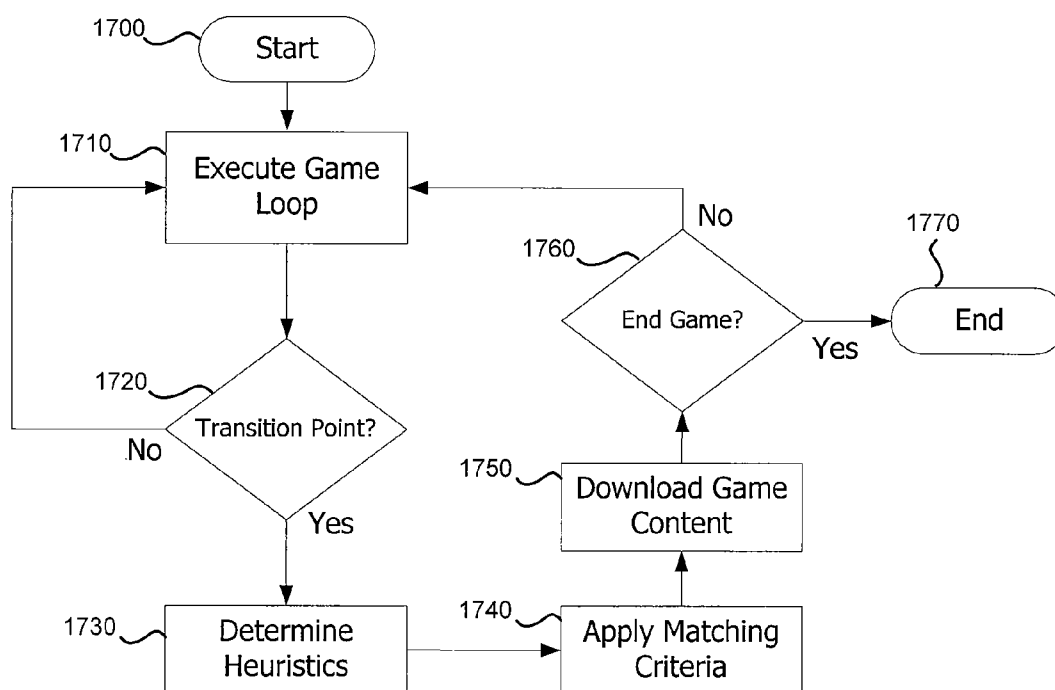 1700
Start
1710
Execute Game
Loop
No
1760
1770
End Game?
End
Yes
1720
Transition Point?
No
Yes
1750
Download Game
Content
1730
Determine
Heuristics
1740
Apply Matching
Criteria